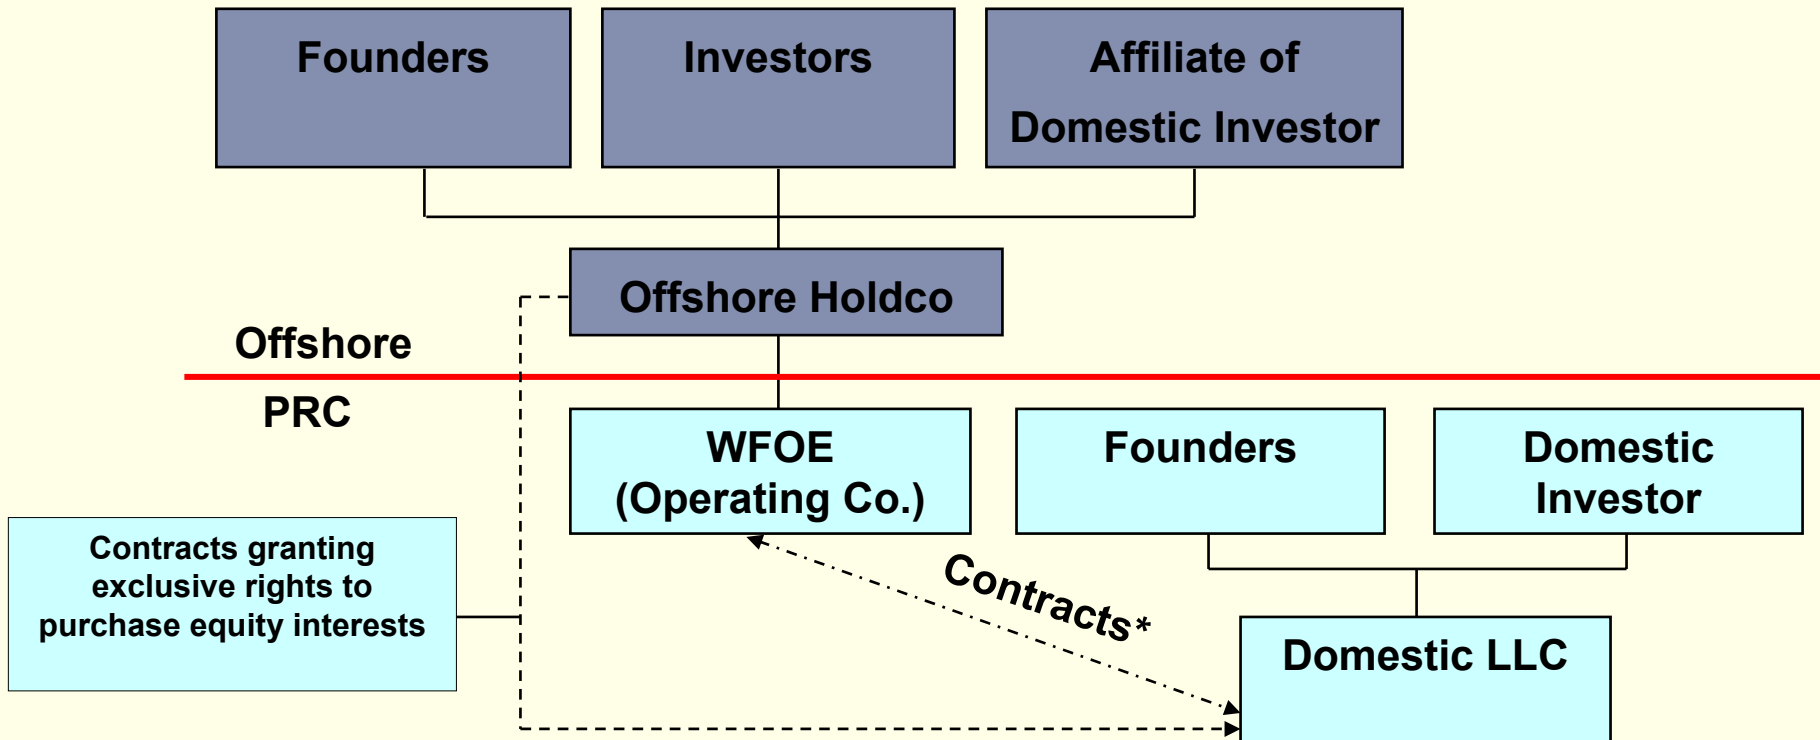 Founders
Investors
Affiliate of
Domestic Investor
Offshore Holdco
Offshore
PRC
WFOE
(Operating Co.)
Founders
Domestic
Investor
Contracts granting
exclusive rights to
purchase equity interests
Contracts*
Domestic LLC